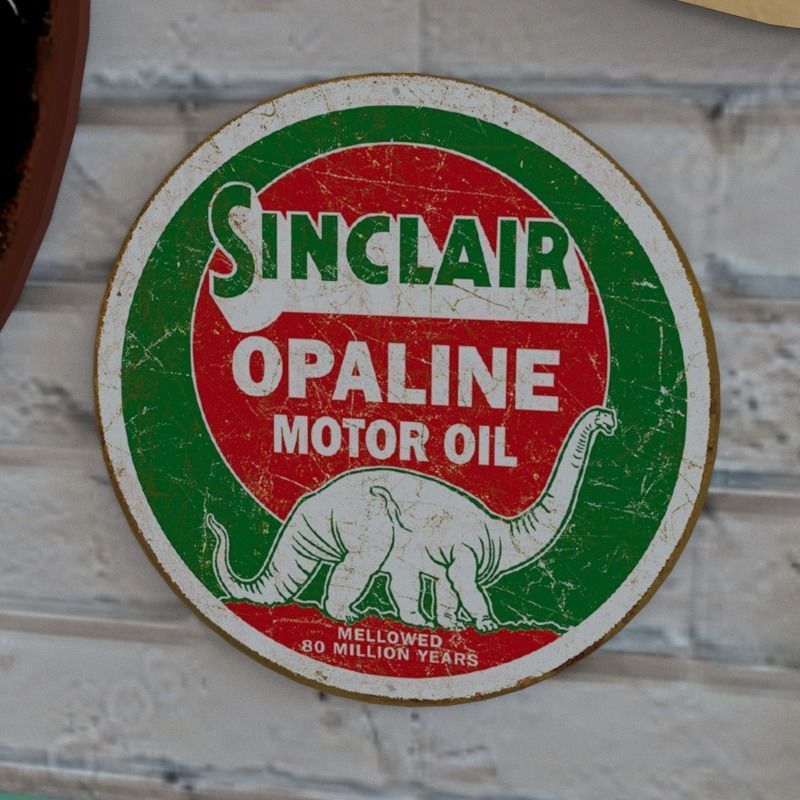 SINCLAIR
OPALINE
MOTOR OIL
MELLOWED
80 MILLION YEARS